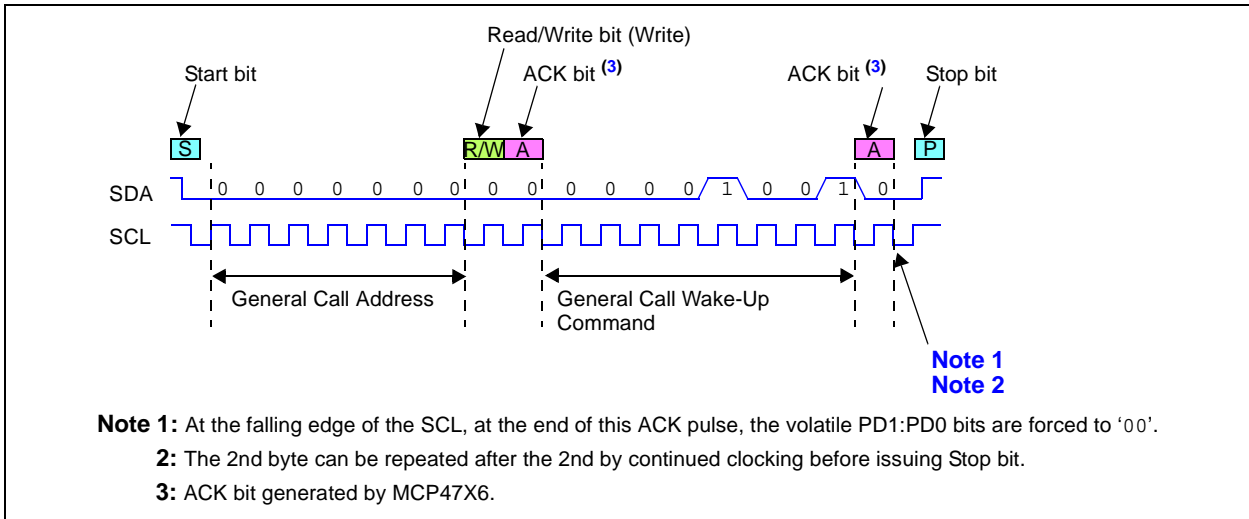 Read/Write bit (Write)
Start bit ACK bit (3) ACK bit (3) Stop bit
S R/W A A P
SDA 0 0 0 0 0 0 0 0 0 0 0 0 0 1 0 0 1 0
SCL
General Call Address General Call Wake-Up
Command
Note 1
Note 2
Note 1: At the falling edge of the SCL, at the end of this ACK pulse, the volatile PD1:PD0 bits are forced to ‘00’.
2: The 2nd byte can be repeated after the 2nd by continued clocking before issuing Stop bit.
3: ACK bit generated by MCP47X6.